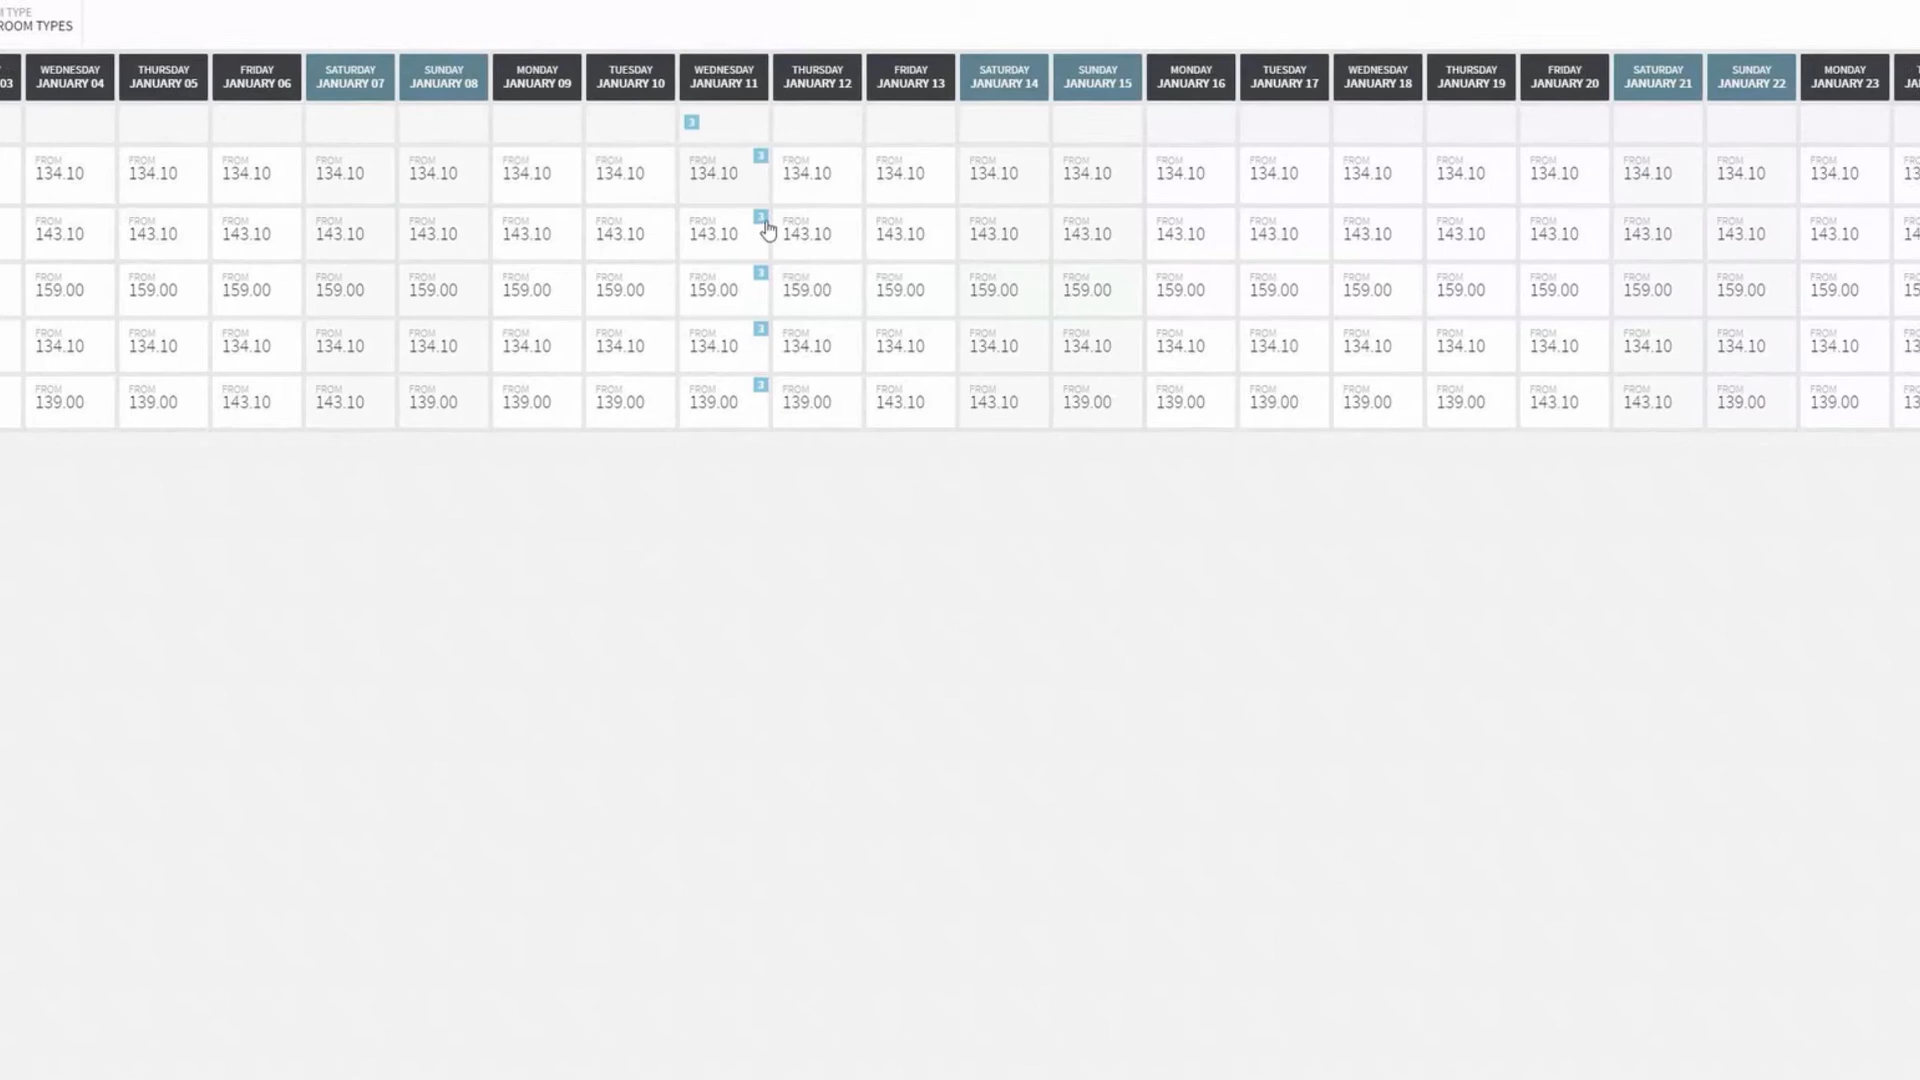 M TYPE
ROOM TYPES
03 WEDNESDAY THURSDAY FRIDAY SATURDAY SUNDAY MONDAY TUESDAY WEDNESDAY THURSDAY FRIDAY SATURDAY SUNDAY MONDAY TUESDAY WEDNESDAY THURSDAY FRIDAY SATURDAY SUNDAY MONDAY
JANUARY 04 JANUARY 05 JANUARY 06 JANUARY 07 JANUARY 08 JANUARY 09 JANUARY 10 JANUARY 11 JANUARY 12 JANUARY 13 JANUARY 14 JANUARY 15 JANUARY 16 JANUARY 17 JANUARY 18 JANUARY 19 JANUARY 20 JANUARY 21 JANUARY 22 JANUARY 23 JA
3
FROM FROM FROM FROM FROM FROM FROM FROM 3 FROM FROM FROM FROM FROM FROM FROM FROM FROM FROM FROM FROM FROM
134.10 134.10 134.10 134.10 134.10 134.10 134.10 134.10 134.10 134.10 134.10 134.10 134.10 134.10 134.10 134.10 134.10 134.10 134.10 134.10 13
FROM FROM FROM FROM FROM FROM FROM FROM 3 FROM FROM FROM FROM FROM FROM FROM FROM FROM FROM FROM FROM FROM
143.10 143.10 143.10 143.10 143.10 143.10 143.10 143.10 143.10 143.10 143.10 143.10 143.10 143.10 143.10 143.10 143.10 143.10 143.10 143.10 14
FROM FROM FROM FROM FROM FROM FROM FROM 3 FROM FROM FROM FROM FROM FROM FROM FROM FROM FROM FROM FROM FROM
159.00 159.00 159.00 159.00 159.00 159.00 159.00 159.00 159.00 159.00 159.00 159.00 159.00 159.00 159.00 159.00 159.00 159.00 159.00 159.00 15
FROM FROM FROM FROM FROM FROM FROM FROM 3 FROM FROM FROM FROM FROM FROM FROM FROM FROM FROM FROM FROM FROM
134.10 134.10 134.10 134.10 134.10 134.10 134.10 134.10 134.10 134.10 134.10 134.10 134.10 134.10 134.10 134.10 134.10 134.10 134.10 134.10 13
FROM FROM FROM FROM FROM FROM FROM FROM 3 FROM FROM FROM FROM FROM FROM FROM FROM FROM FROM FROM FROM FROM
139.00 139.00 143.10 143.10 139.00 139.00 139.00 139.00 139.00 143.10 143.10 139.00 139.00 139.00 139.00 139.00 143.10 143.10 139.00 139.00 13